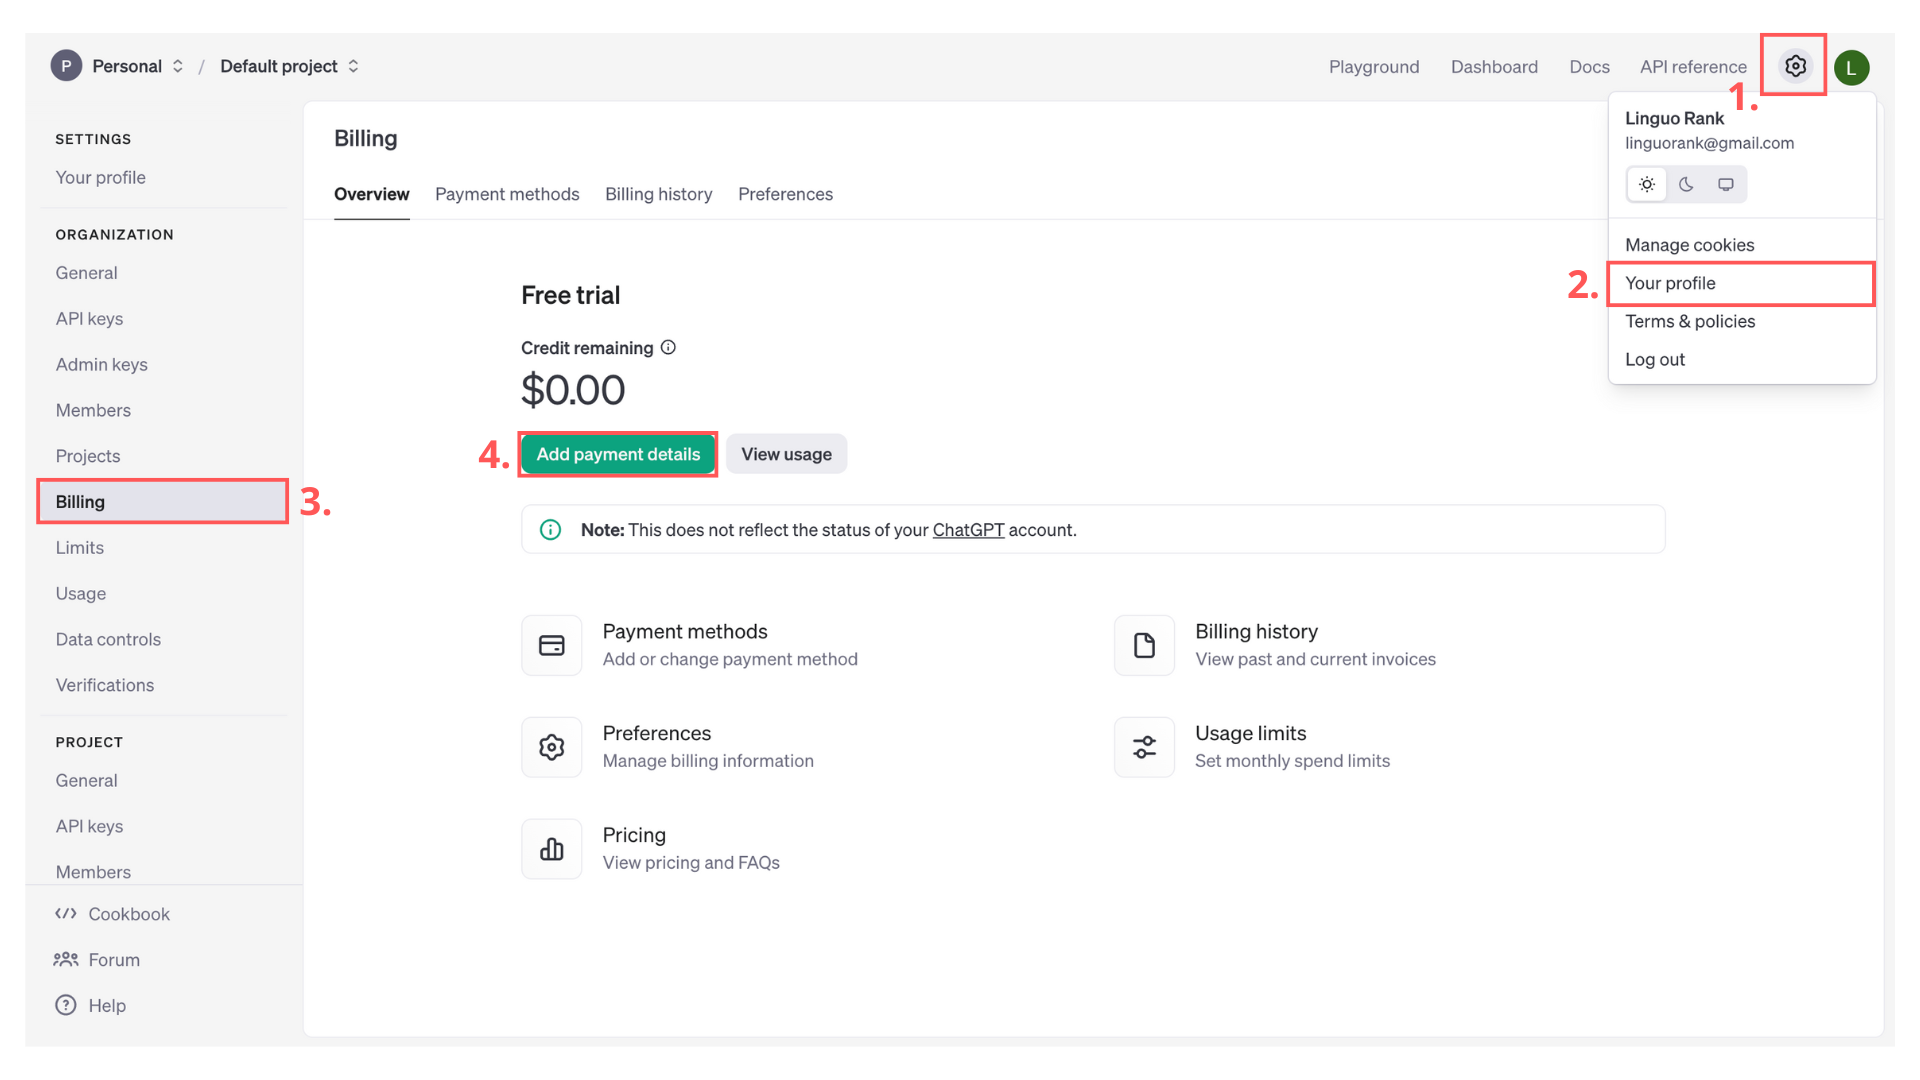 P Personal / Default project
Playground Dashboard Docs API reference L
1.
SETTINGS
Your profile
ORGANIZATION
General
API keys
Admin keys
Members
Projects
Billing
3.
Limits
Usage
Data controls
Verifications
PROJECT
General
API keys
Members
Cookbook
Forum
Help
Billing
Overview Payment methods Billing history Preferences
Free trial
Credit remaining
$0.00
4.
Add payment details View usage
Note: This does not reflect the status of your ChatGPT account.
Payment methods
Add or change payment method
Billing history
View past and current invoices
Preferences
Manage billing information
Usage limits
Set monthly spend limits
Pricing
View pricing and FAQs
Linguo Rank
linguorank@gmail.com
Manage cookies
2.
Your profile
Terms & policies
Log out